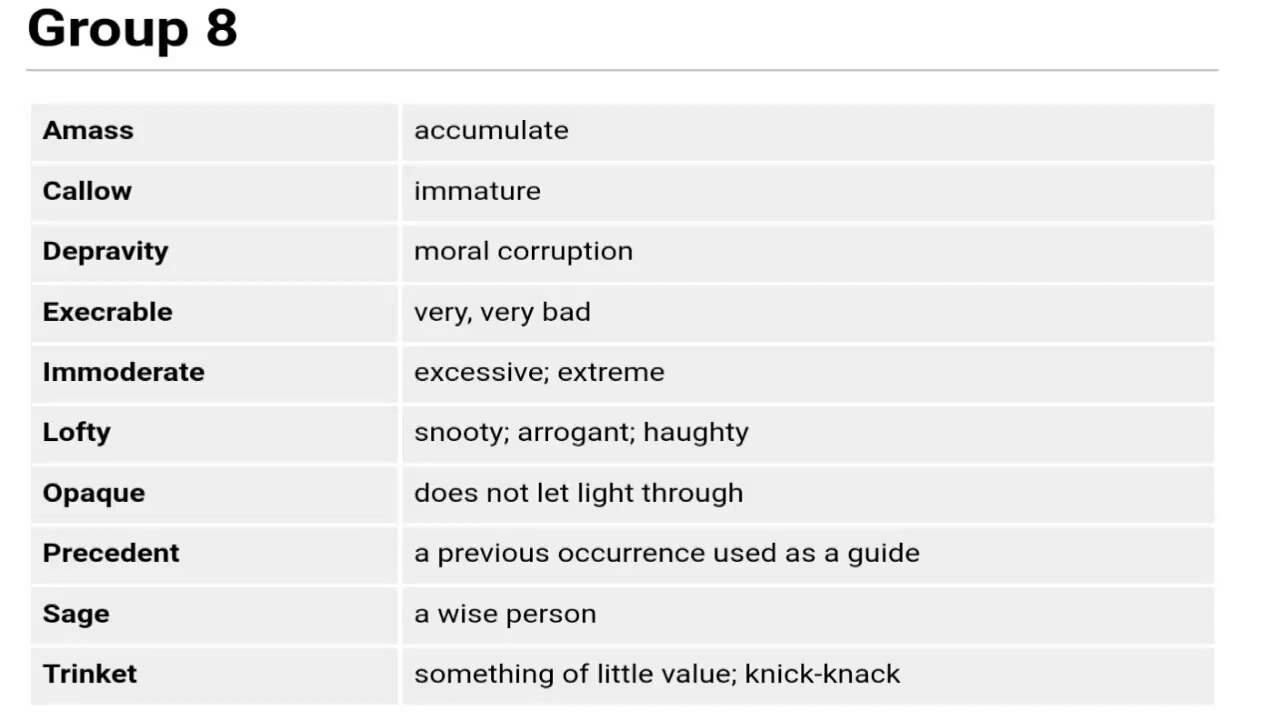 Group 8
Amass accumulate
Callow immature
Depravity moral corruption
Execrable very, very bad
Immoderate excessive; extreme
Lofty snooty; arrogant; haughty
Opaque does not let light through
Precedent a previous occurrence used as a guide
Sage a wise person
Trinket something of little value; knick-knack